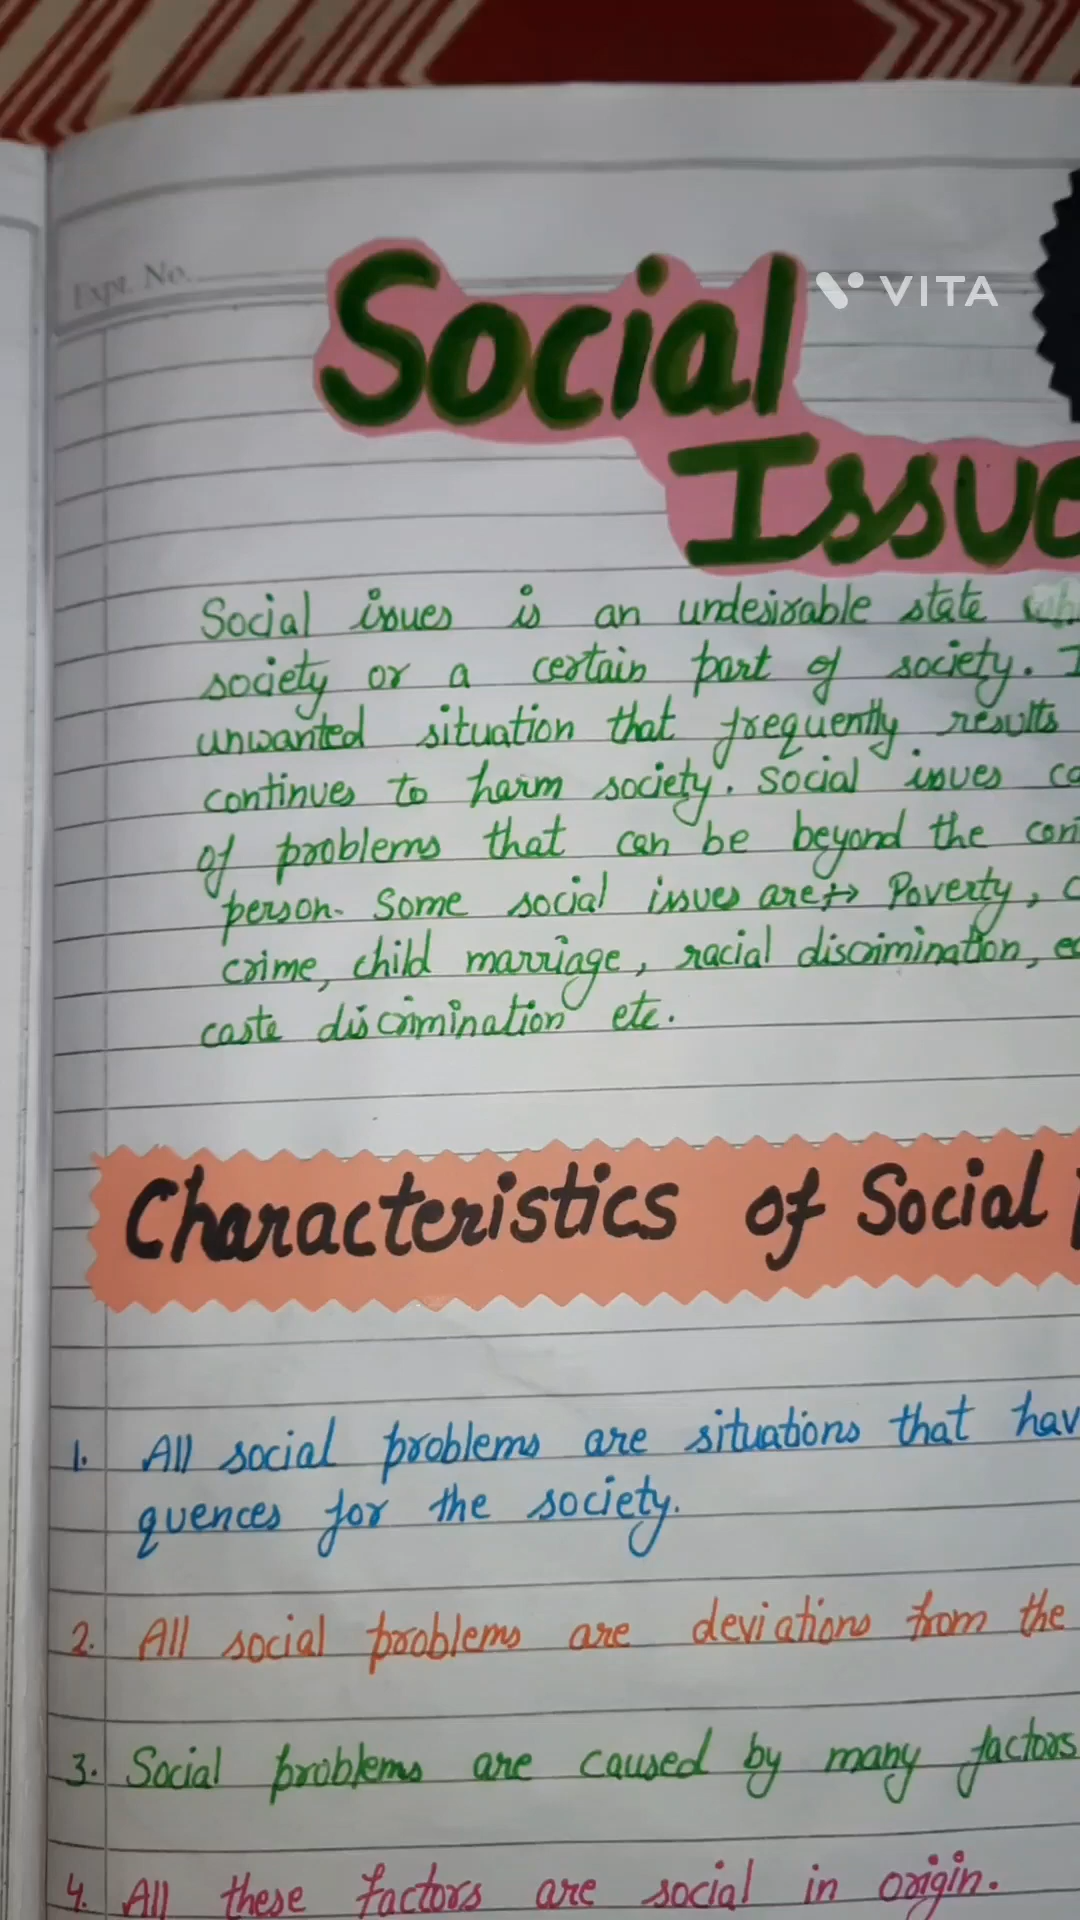 Expt. No.
VITA
Social
Issue
Social issues is an undesirable state
society or a certain part of society.
unwanted situation that frequently results
continues to harm society. Social issues
of problems that can be beyond the
person. Some social issues are → Poverty,
crime, child marriage, racial discrimination,
caste discrimination etc.
Characteristics of Social
1. All social problems are situations that hav
quences for the society.
2. All social problems are deviations from the
3. Social problems are caused by many factors
4. All these factors are social in origin.